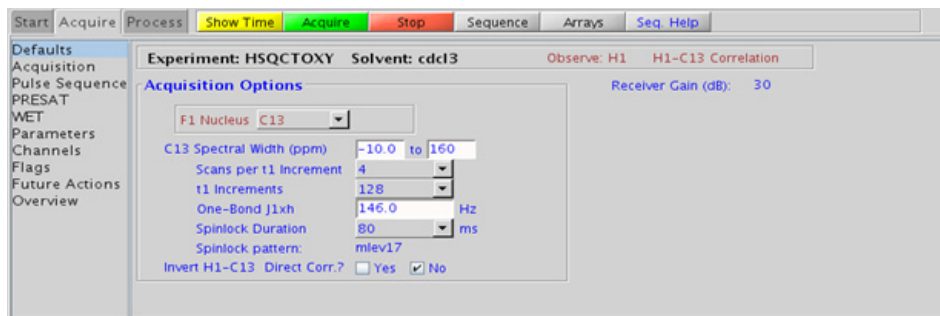 Start Acquire Process Show Time Acquire Stop Sequence Arrays Seq. Help
Defaults
Acquisition
Pulse Sequence
PRESAT
WET
Parameters
Channels
Flags
Future Actions
Overview
Experiment: HSQCTOXY Solvent: cdcl3 Observe: H1 H1-C13 Correlation
Acquisition Options Receiver Gain (dB): 30
F1 Nucleus C13
C13 Spectral Width (ppm) -10.0 to 160
Scans per t1 Increment 4
t1 Increments 128
One-Bond J1xh 146.0 Hz
Spinlock Duration 80 ms
Spinlock pattern: mlev17
Invert H1-C13 Direct Corr.? Yes No